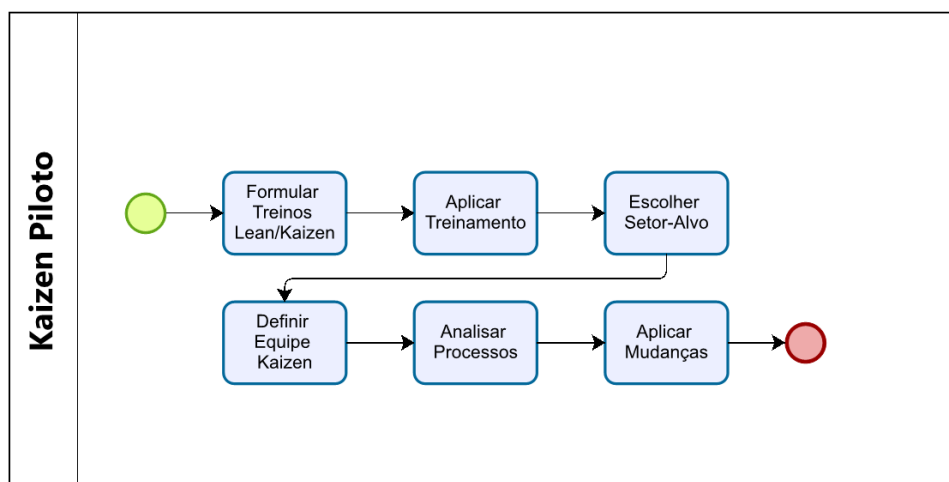 Kaizen Piloto
Formular
Treinos
Lean/Kaizen
Aplicar
Treinamento
Escolher
Setor-Alvo
Definir
Equipe
Kaizen
Analisar
Processos
Aplicar
Mudanças